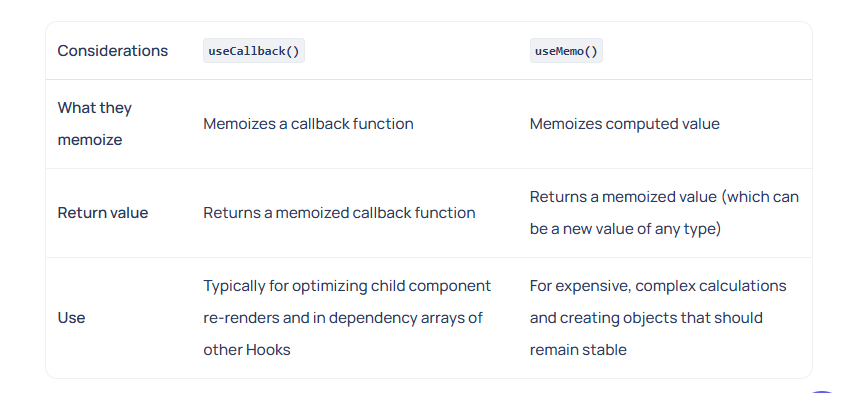 Considerations useCallback() useMemo()
What they
memoize
Memoizes a callback function
Memoizes computed value
Return value
Returns a memoized callback function
Returns a memoized value (which can
be a new value of any type)
Use
Typically for optimizing child component
re-renders and in dependency arrays of
other Hooks
For expensive, complex calculations
and creating objects that should
remain stable